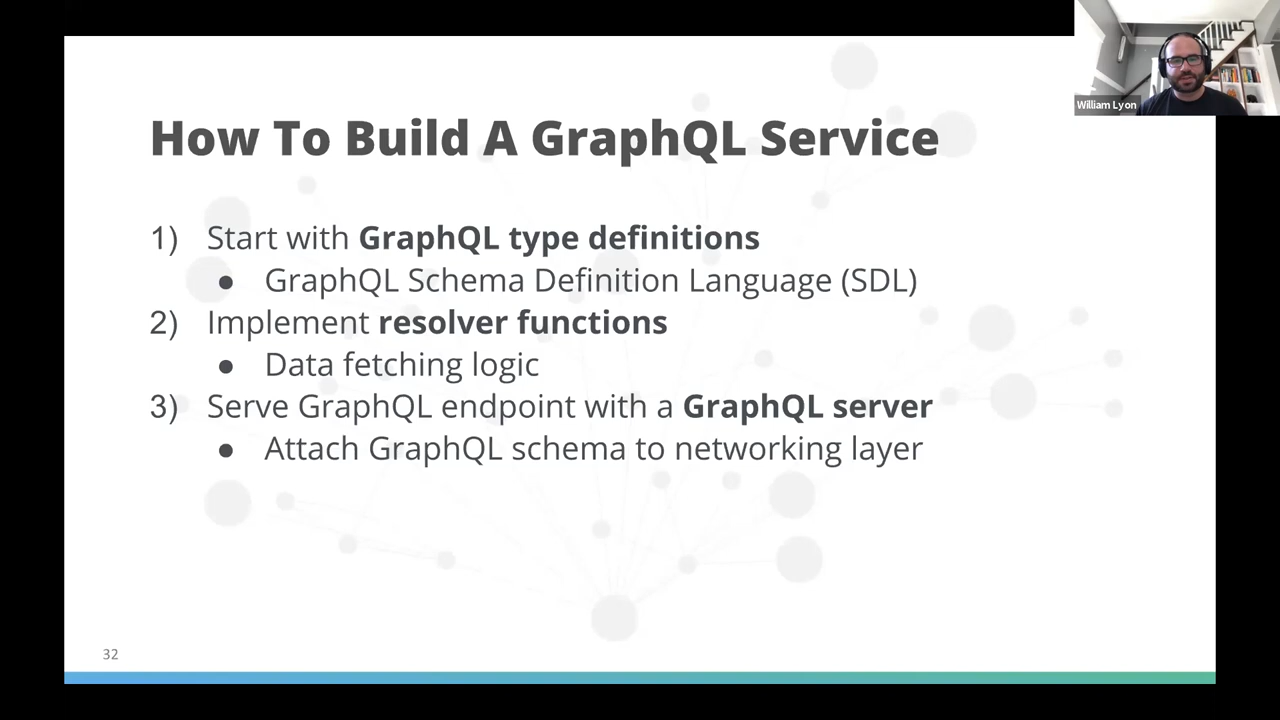 How To Build A GraphQL Service
William Lyon
1) Start with GraphQL type definitions
● GraphQL Schema Definition Language (SDL)
2) Implement resolver functions
● Data fetching logic
3) Serve GraphQL endpoint with a GraphQL server
● Attach GraphQL schema to networking layer
32